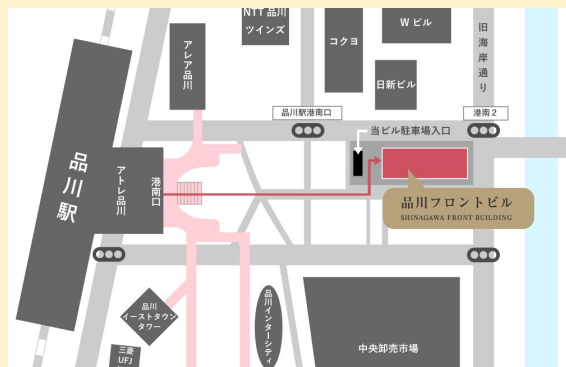 NTT 品川
ツインズ
コクヨ
Wビル
旧海岸通り
アレア品川
日新ビル
品川駅港南口
港南2
当ビル駐車場入口
品川駅
アトレ品川
港南口
品川フロントビル
SHINAGAWA FRONT BUILDING
品川
イーストタウン
タワー
品川インターシティ
中央卸売市場
三菱
UFJ